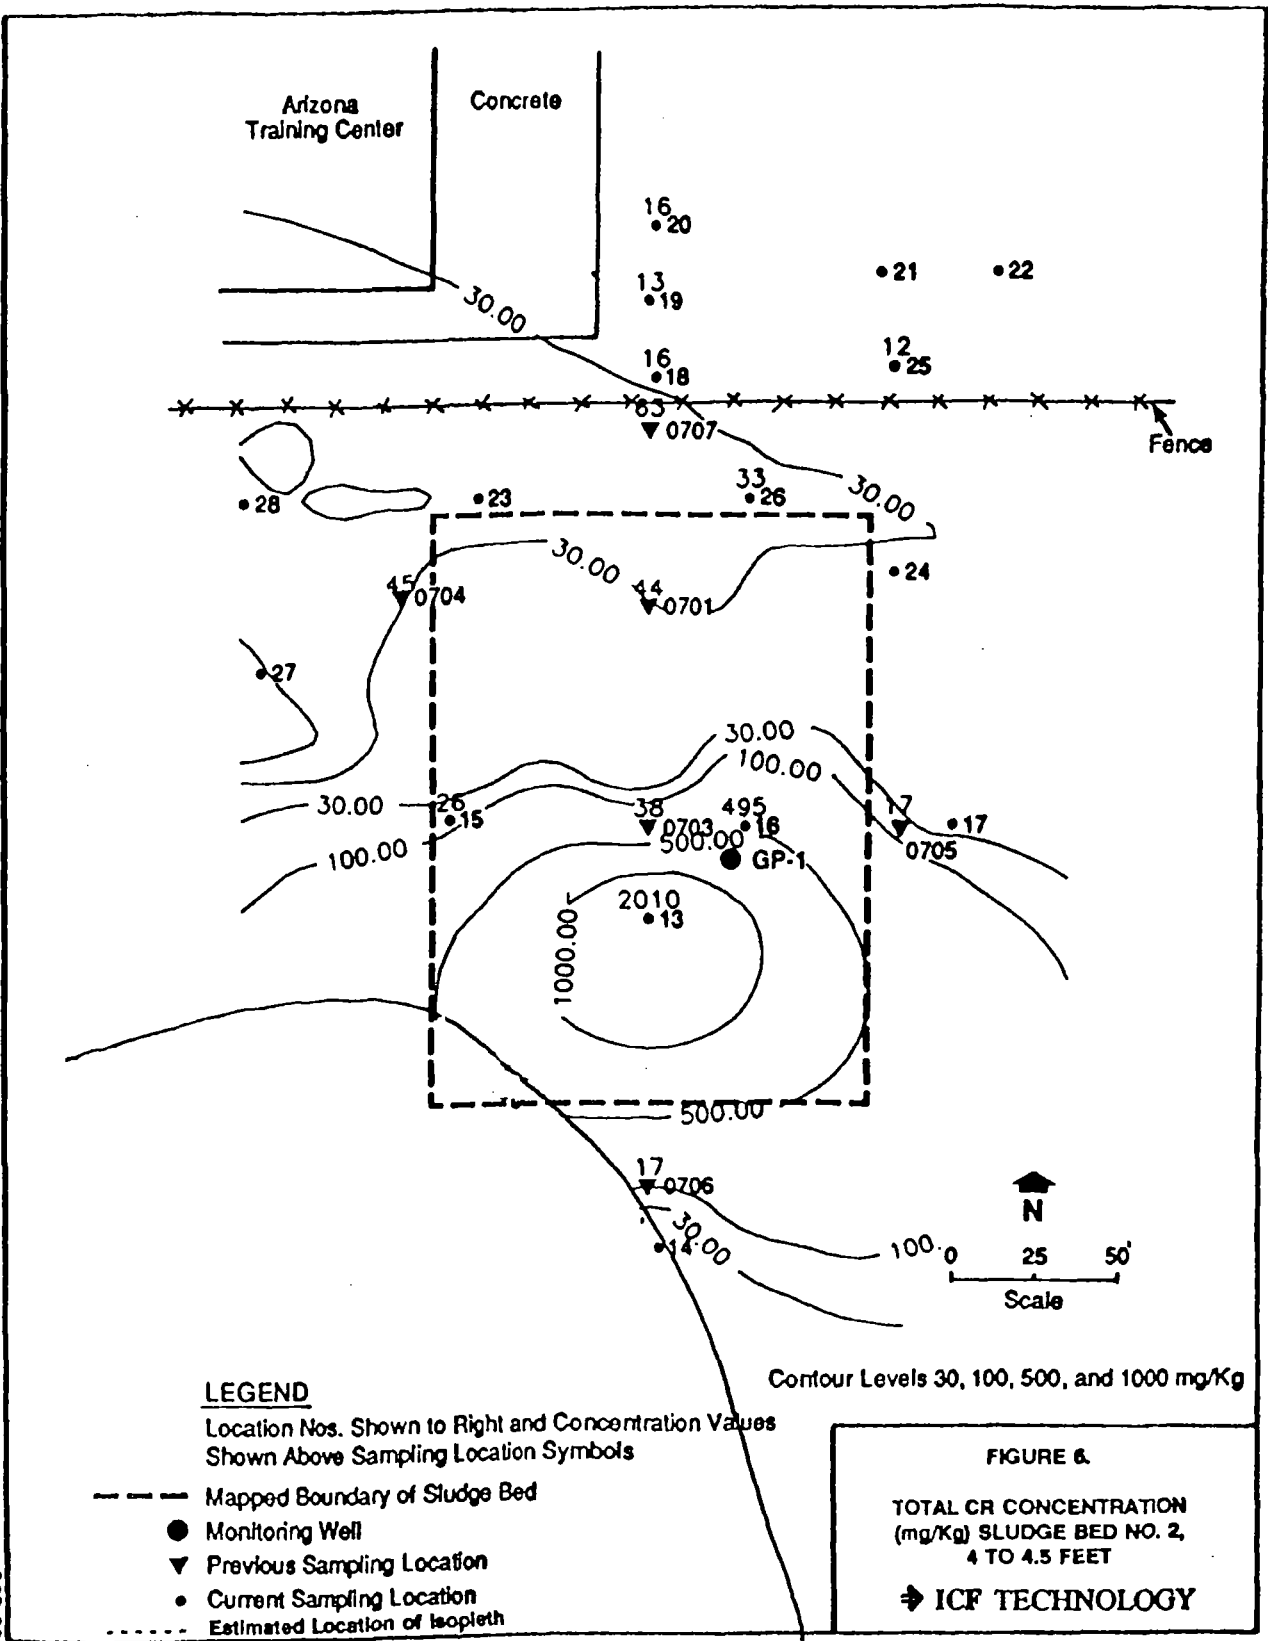 Arizona
Training Center
Concrete
16
20
21
22
13
19
30.00
16
18
12
25
63
0707
Fence
33
26
30.00
28
23
30.00
24
45
0704
44
0701
27
30.00
100.00
30.00
26
15
38
0703
495
16
17
0705
17
100.00
500.00
GP-1
2010
13
1000.00
500.00
17
0706
30.00
14
100.
N
0 25 50'
Scale
Contour Levels 30, 100, 500, and 1000 mg/Kg
LEGEND
Location Nos. Shown to Right and Concentration Values
Shown Above Sampling Location Symbols
Mapped Boundary of Sludge Bed
Monitoring Well
Previous Sampling Location
Current Sampling Location
Estimated Location of Isopleth
FIGURE 6.
TOTAL CR CONCENTRATION
(mg/Kg) SLUDGE BED NO. 2,
4 TO 4.5 FEET
ICF TECHNOLOGY